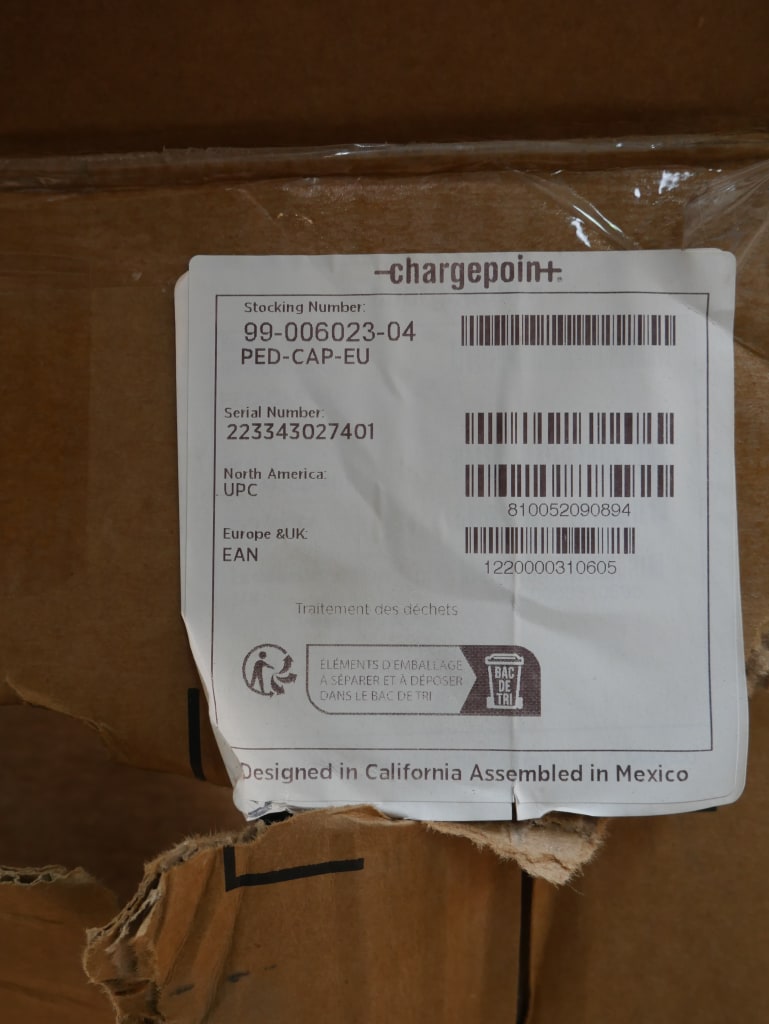 chargepoin+
Stocking Number:
99-006023-04
PED-CAP-EU
Serial Number:
223343027401
North America:
UPC
810052090894
Europe &UK:
EAN
1220000310605
Traitement des déchets
ÉLÉMENTS D'EMBALLAGE
À SÉPARER ET À DÉPOSER
DANS LE BAC DE TRI
BAC
DE
TRI
Designed in California Assembled in Mexico